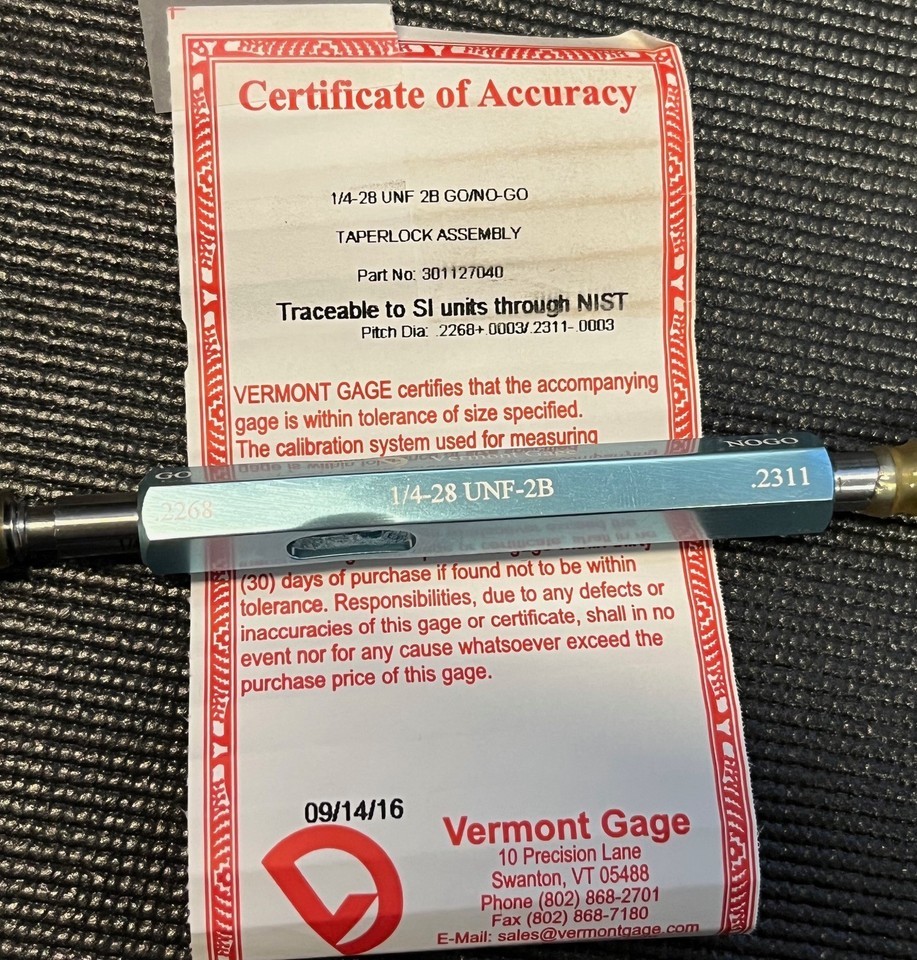 Certificate of Accuracy
1/4-28 UNF 2B GO/NO-GO
TAPERLOCK ASSEMBLY
Part No: 301127040
Traceable to SI units through NIST
Pitch Dia: .2268+.0003/.2311-.0003
VERMONT GAGE certifies that the accompanying
gage is within tolerance of size specified.
The calibration system used for measuring
GO
NOGO
.2268
1/4-28 UNF-2B
.2311
(30) days of purchase if found not to be within
tolerance. Responsibilities, due to any defects or
inaccuracies of this gage or certificate, shall in no
event nor for any cause whatsoever exceed the
purchase price of this gage.
09/14/16
Vermont Gage
10 Precision Lane
Swanton, VT 05488
Phone (802) 868-2701
Fax (802) 868-7180
E-Mail: sales@vermontgage.com